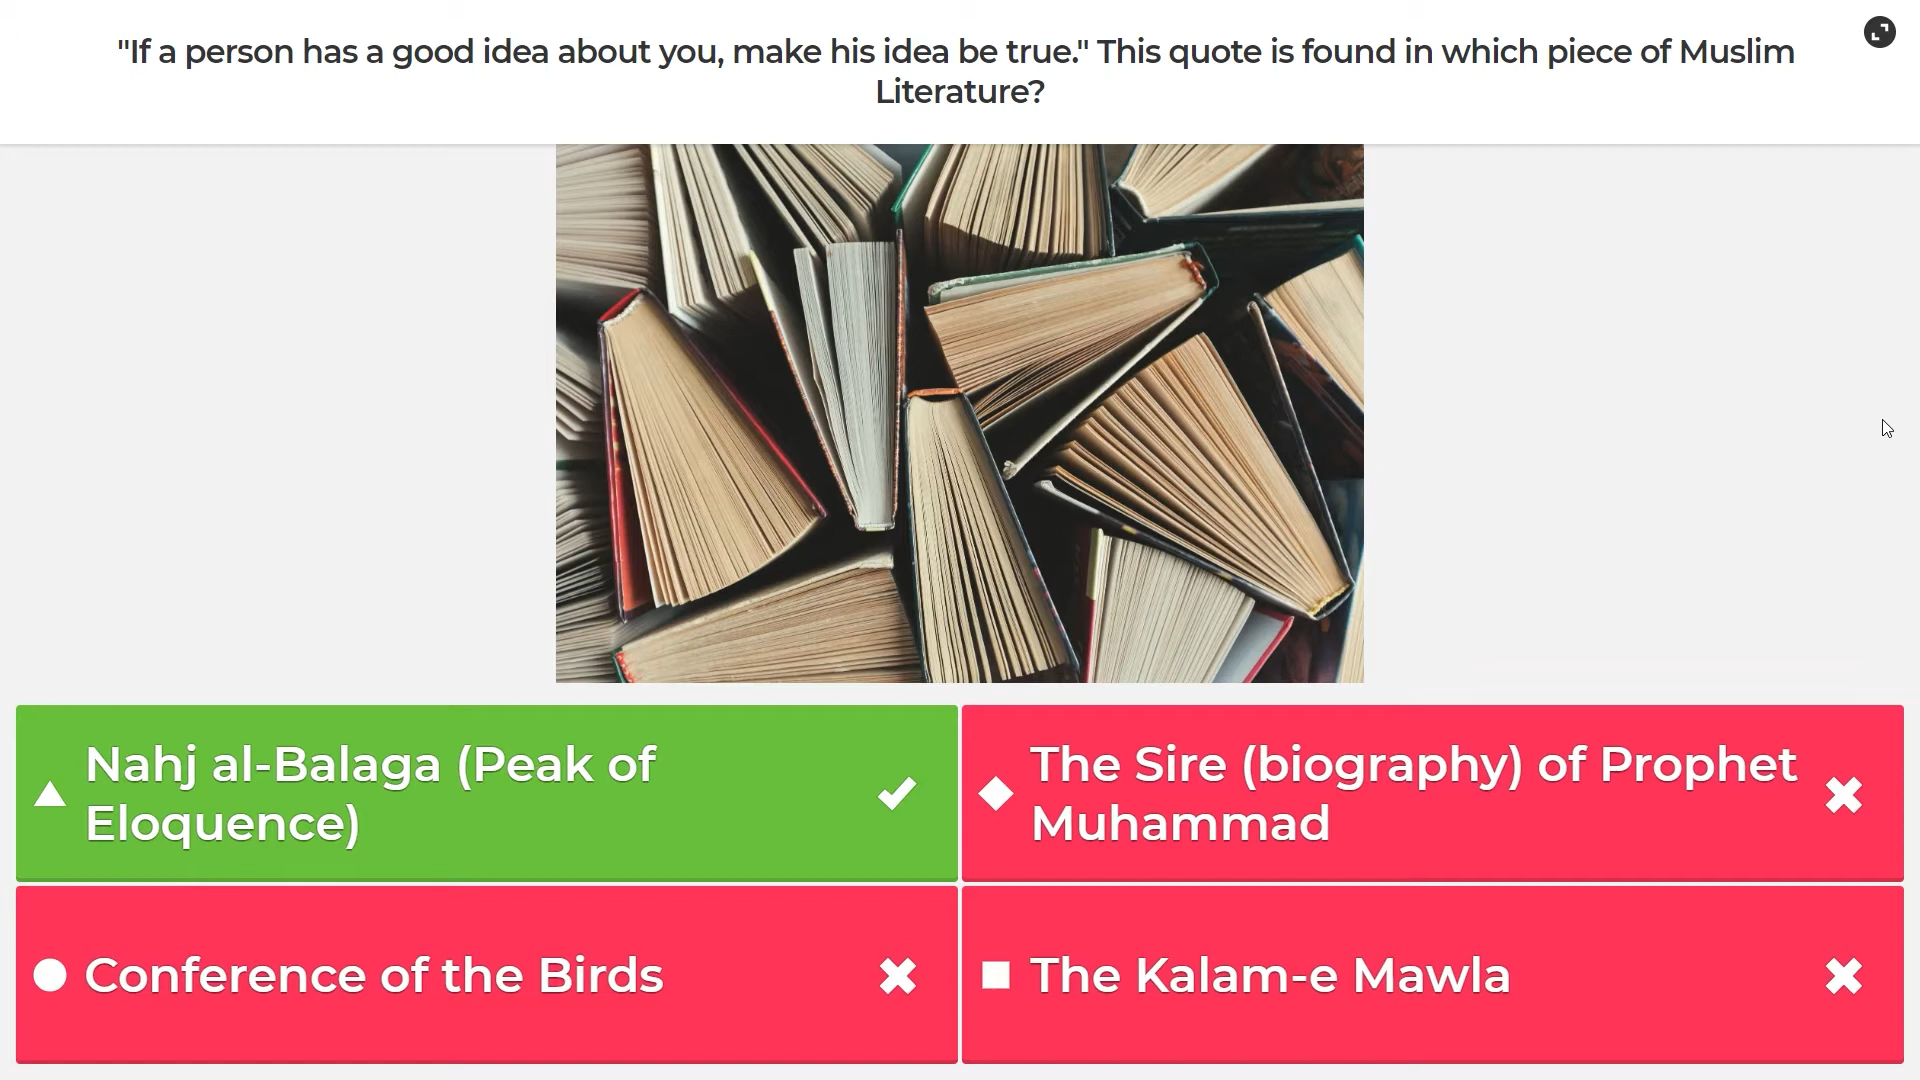 "If a person has a good idea about you, make his idea be true." This quote is found in which piece of Muslim
Literature?
Nahj al-Balaga (Peak of
Eloquence)
The Sire (biography) of Prophet
Muhammad
Conference of the Birds
The Kalam-e Mawla